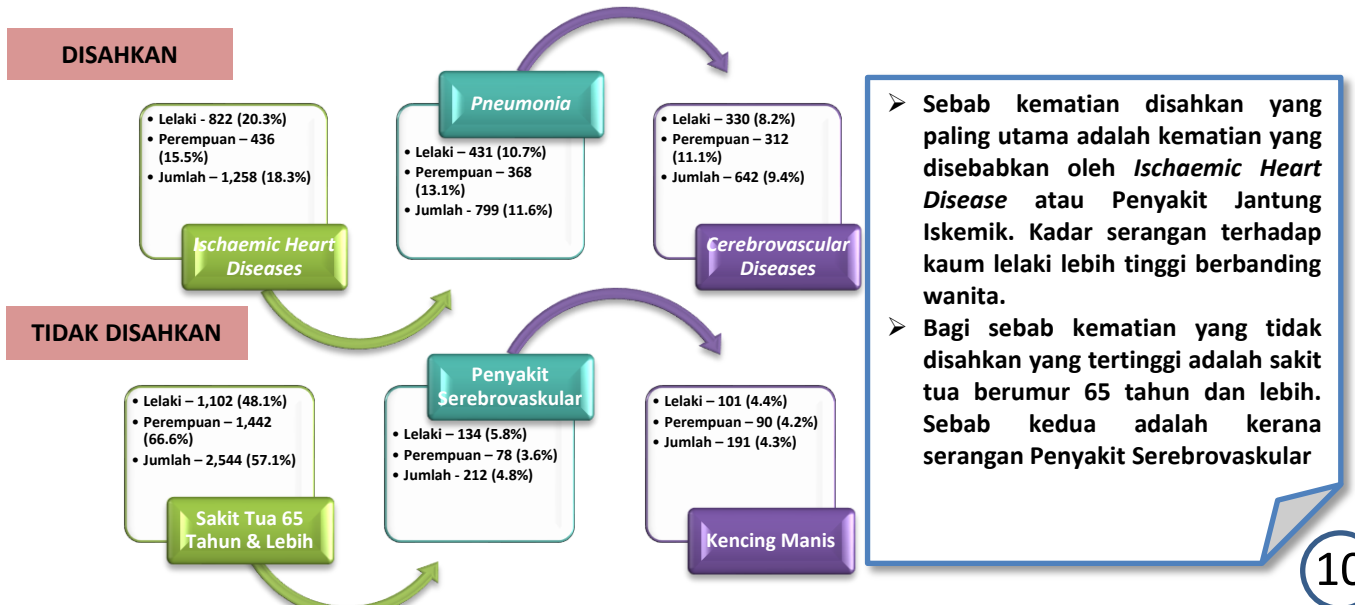 DISAHKAN
• Lelaki - 822 (20.3%)
• Perempuan – 436
(15.5%)
• Jumlah – 1,258 (18.3%)
Ischaemic Heart
Diseases
Pneumonia
• Lelaki – 431 (10.7%)
• Perempuan – 368
(13.1%)
• Jumlah - 799 (11.6%)
• Lelaki – 330 (8.2%)
• Perempuan – 312
(11.1%)
• Jumlah – 642 (9.4%)
Cerebrovascular
Diseases
TIDAK DISAHKAN
• Lelaki – 1,102 (48.1%)
• Perempuan – 1,442
(66.6%)
• Jumlah – 2,544 (57.1%)
Sakit Tua 65
Tahun & Lebih
Penyakit
Serebrovaskular
• Lelaki – 134 (5.8%)
• Perempuan – 78 (3.6%)
• Jumlah - 212 (4.8%)
• Lelaki – 101 (4.4%)
• Perempuan – 90 (4.2%)
• Jumlah – 191 (4.3%)
Kencing Manis
➢ Sebab kematian disahkan yang
paling utama adalah kematian yang
disebabkan oleh Ischaemic Heart
Disease atau Penyakit Jantung
Iskemik. Kadar serangan terhadap
kaum lelaki lebih tinggi berbanding
wanita.
➢ Bagi sebab kematian yang tidak
disahkan yang tertinggi adalah sakit
tua berumur 65 tahun dan lebih.
Sebab kedua adalah kerana
serangan Penyakit Serebrovaskular
10